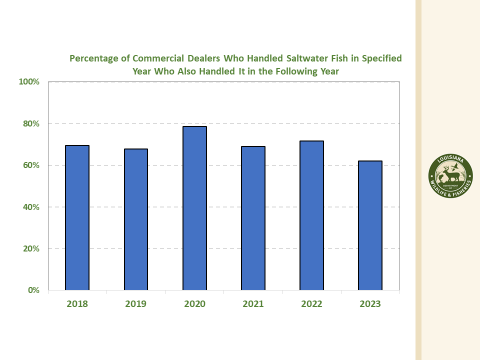 Percentage of Commercial Dealers Who Handled Saltwater Fish in Specified
Year Who Also Handled It in the Following Year
100%
80%
60%
40%
20%
0%
2018 2019 2020 2021 2022 2023
LOUISIANA
WILDLIFE & FISHERIES